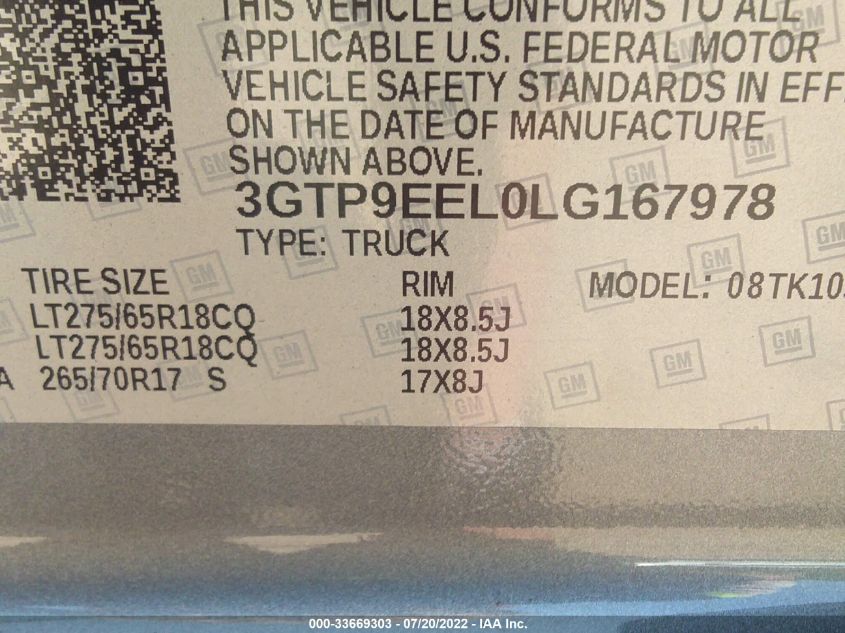 THIS VEHICLE CONFORMS TO ALL
APPLICABLE U.S. FEDERAL MOTOR
VEHICLE SAFETY STANDARDS IN EFF
ON THE DATE OF MANUFACTURE
SHOWN ABOVE.
3GTP9EEL0LG167978
TYPE: TRUCK
TIRE SIZE RIM MODEL: 08TK10
LT275/65R18CQ 18X8.5J
LT275/65R18CQ 18X8.5J
A 265/70R17 S 17X8J
GM
000-33669303 - 07/20/2022 - IAA Inc.